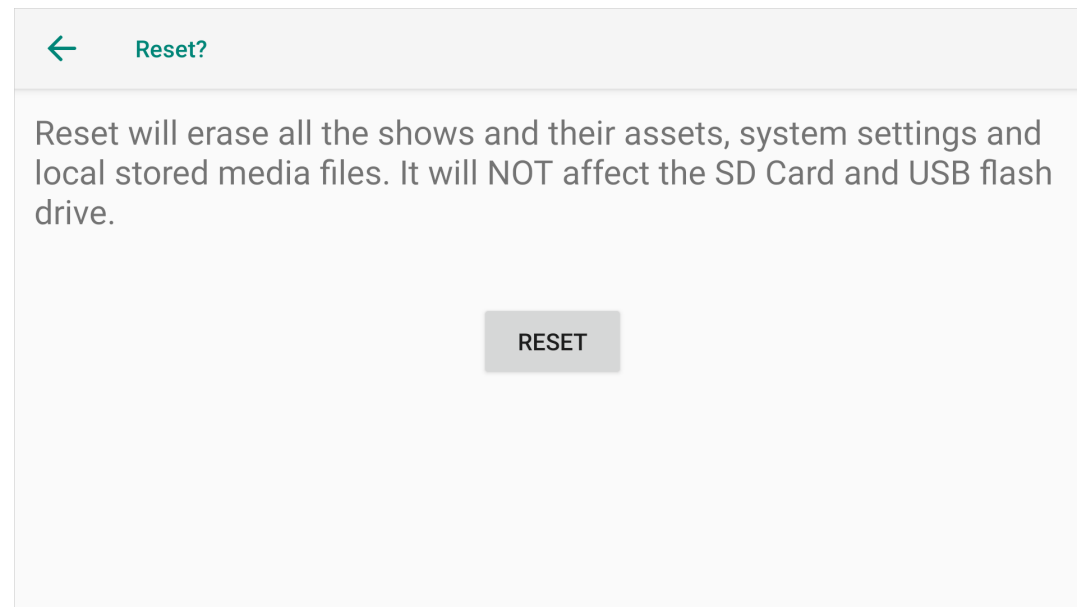 Reset?
Reset will erase all the shows and their assets, system settings and
local stored media files. It will NOT affect the SD Card and USB flash
drive.
RESET